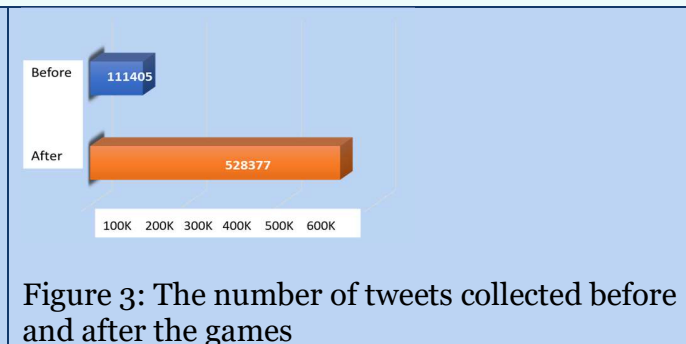 Before
111405
After
528377
100K 200K 300K 400K 500K 600K
Figure 3: The number of tweets collected before
and after the games